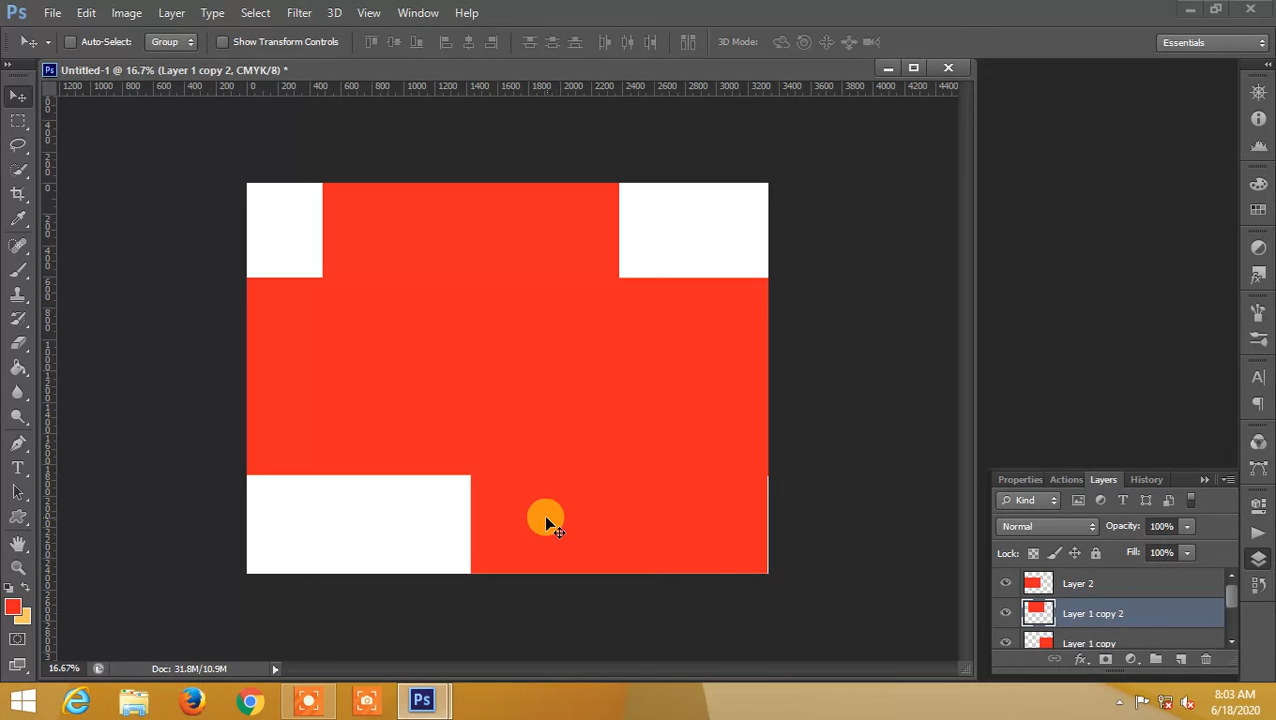 Ps File Edit Image Layer Type Select Filter 3D View Window Help
Auto-Select: Group Show Transform Controls 3D Mode: Essentials
Ps Untitled-1 @ 16.7% (Layer 1 copy 2, CMYK/8) *
1200 1000 800 600 400 200 0 200 400 600 800 1000 1200 1400 1600 1800 2000 2200 2400 2600 2800 3000 3200 3400 3600 3800 4000 4200 4400
Properties Actions Layers History
Kind
Normal Opacity: 100%
Lock: Fill: 100%
Layer 2
Layer 1 copy 2
Layer 1 copy
16.67% Doc: 31.8M/10.9M
Ps 8:03 AM
6/18/2020